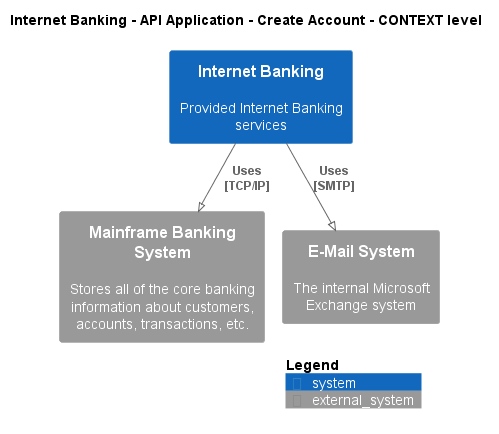 Internet Banking - API Application - Create Account - CONTEXT level
Internet Banking
Provided Internet Banking
services
Uses
[TCP/IP]
Uses
[SMTP]
Mainframe Banking
System
Stores all of the core banking
information about customers,
accounts, transactions, etc.
E-Mail System
The internal Microsoft
Exchange system
Legend
system
external_system